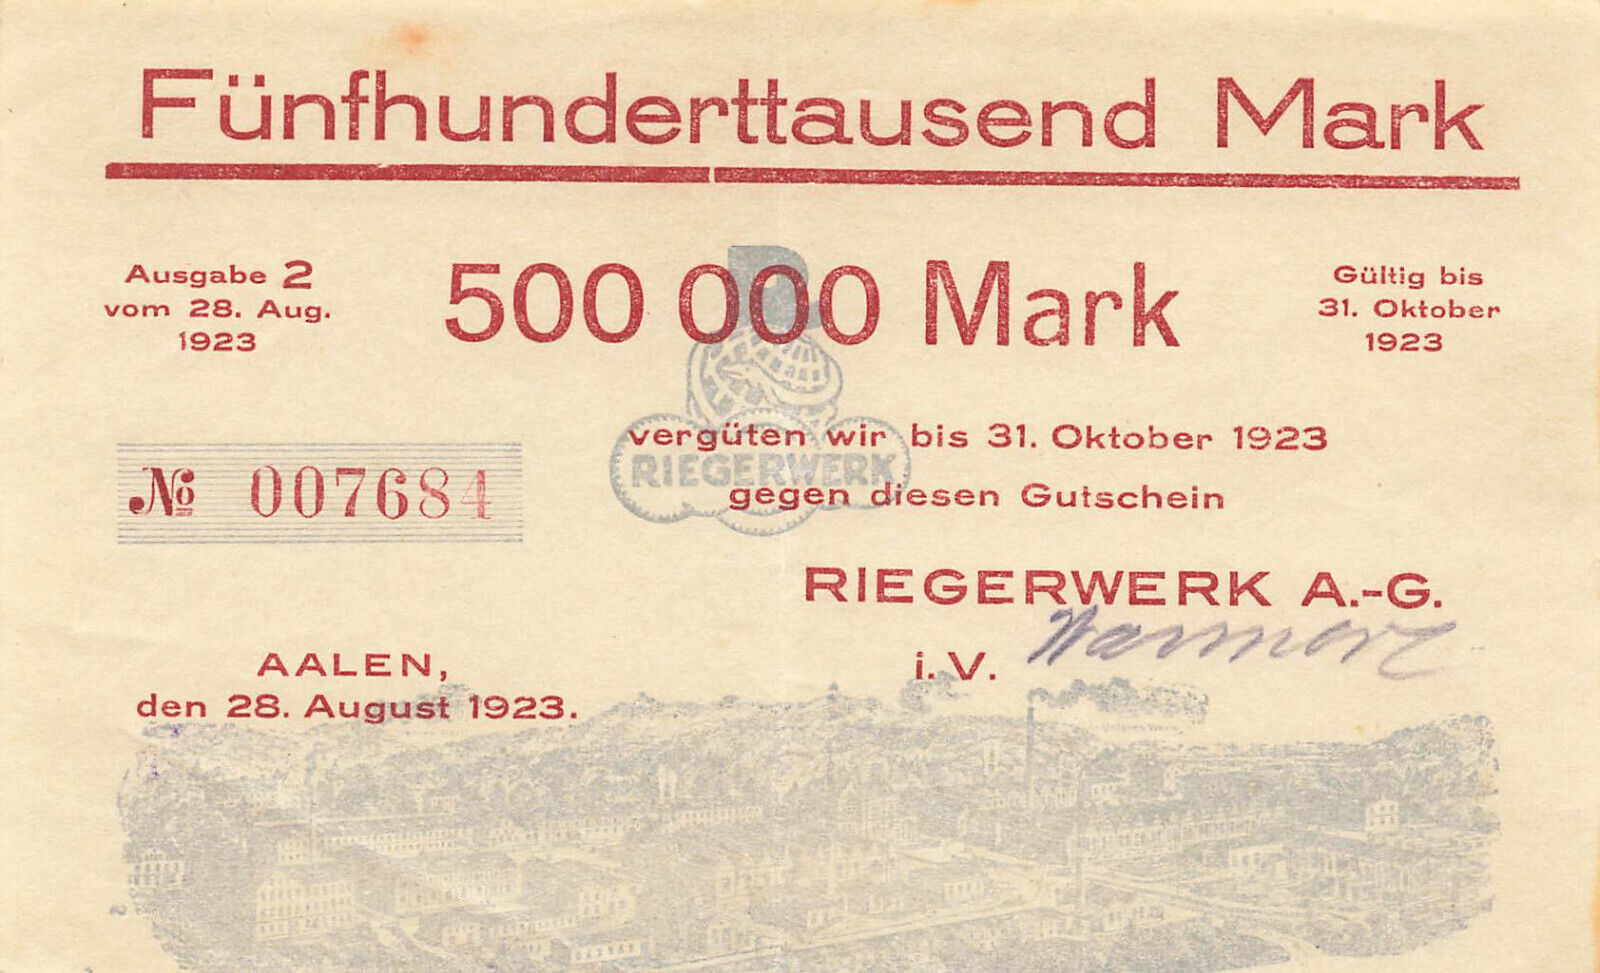 Fünfhunderttausend Mark
Ausgabe 2
vom 28. Aug.
1923
500 000 Mark
Gültig bis
31. Oktober
1923
№ 007684
vergüten wir bis 31. Oktober 1923
RIEGERWERK
gegen diesen Gutschein
RIEGERWERK A.-G.
i. V.
AALEN,
den 28. August 1923.